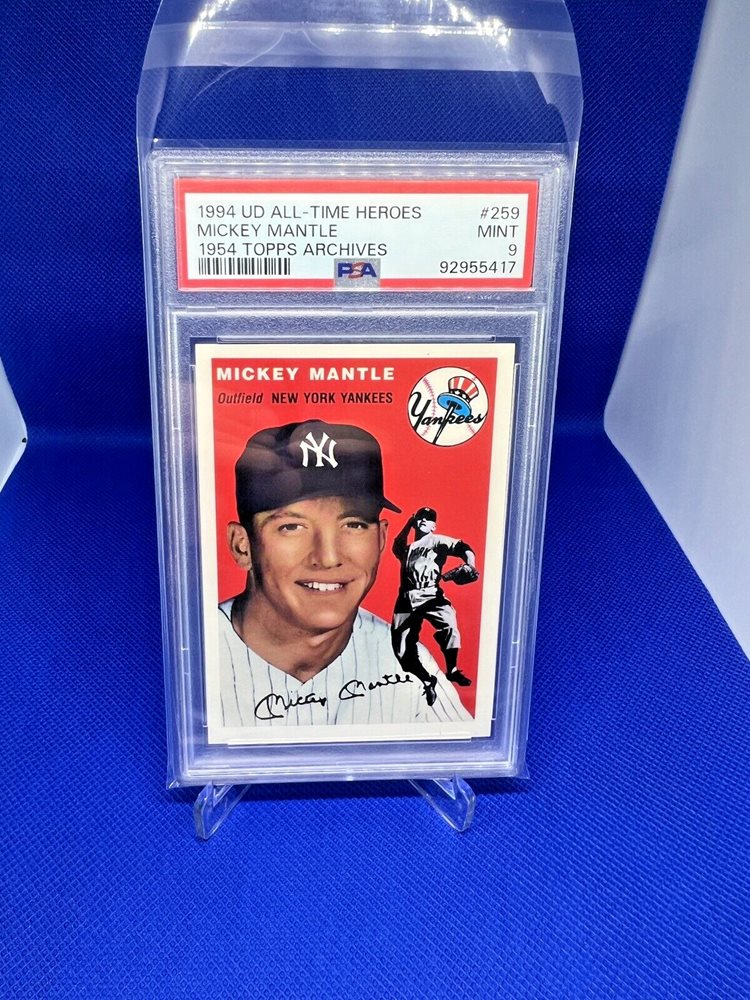 1994 UD ALL-TIME HEROES #259
MICKEY MANTLE MINT
1954 TOPPS ARCHIVES 9
PSA 92955417
MICKEY MANTLE
Outfield NEW YORK YANKEES
Yankees
NY
Mickey Mantle